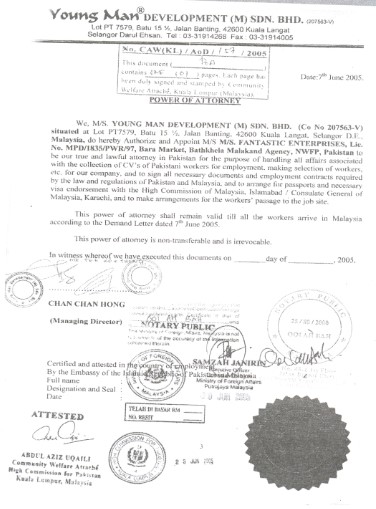 Young Man DEVELOPMENT (M) SDN. BHD. (207563-V)
Lot PT 7579, Batu 15 ½, Jalan Banting, 42600 Kuala Langat
Selangor Darul Ehsan. Tel: 03-31914268 Fax: 03-31914005
No. CAW(KL)/AoD/ /2005
This document (
contains pages. Each page has
been duly signed and stamped by Community
Welfare Attaché, Kuala Lumpur (Malaysia).
Date: 7th June 2005.
POWER OF ATTORNEY
We, M/S. YOUNG MAN DEVELOPMENT (M) SDN. BHD. (Co No 207563-V)
situated at Lot PT7579, Batu 15 ½, Jalan Banting, 42600 Kuala Langat, Selangor D.E.,
Malaysia, do hereby Authorize and Appoint M/S M/S. FANTASTIC ENTERPRISES, Lic.
No. MPD/1835/PWR/97, Bara Market, Bathkhela Malakand Agency, NWFP, Pakistan to
be our true and lawful attorney in Pakistan for the purpose of handling all affairs associated
with the collection of CV's of Pakistani workers for employment, making selection of workers,
etc. for our company, and to sign all necessary documents and employment contracts required
by the law and regulations of Pakistan and Malaysia, and to arrange for passports and necessary
visa endorsement with the High Commission of Malaysia, Islamabad / Consulate General of
Malaysia, Karachi, and to make arrangements for the workers' passage to the job site.
This power of attorney shall remain valid till all the workers arrive in Malaysia
according to the Demand Letter dated 7th June 2005.
This power of attorney is non-transferable and is irrevocable.
In witness whereof we have executed this documents on ________day of ________, 2005.
CHAN CHAN HONG
(Managing Director)
NOTARY PUBLIC
NOTARY PUBLIC
Certified and attested in the country of employment
By the Embassy of the Islamic of Pakistan in Malaysia
Full name
Designation and Seal
Date
SAMZAH JANIRIN
Ministry of Foreign Affairs
Putrajaya Malaysia
JUN 2005
TELAH DI BAYAR RM
NO. RESIT
ATTESTED
ABDUL AZIZ UQAILI
Community Welfare Attaché
High Commission for Pakistan
Kuala Lumpur, Malaysia
JUN 2005